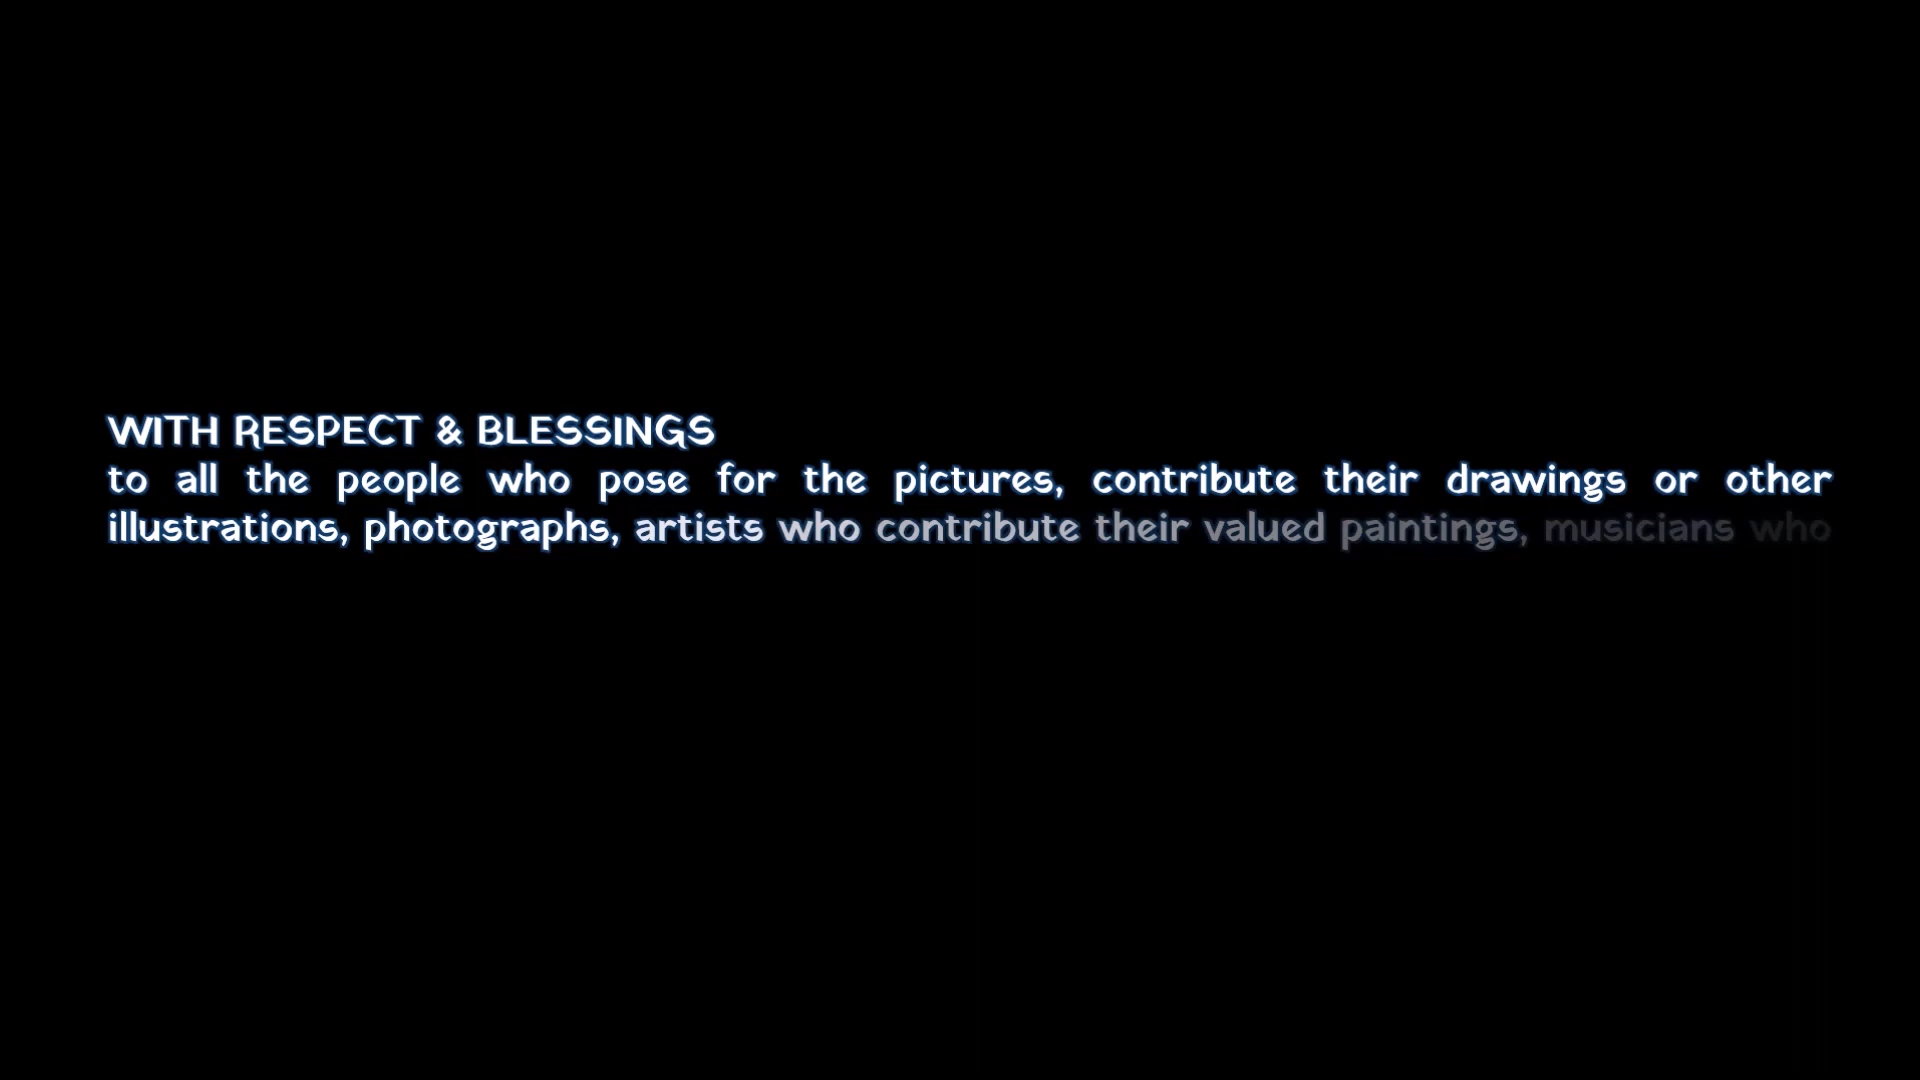 WITH RESPECT & BLESSINGS
to all the people who pose for the pictures, contribute their drawings or other
illustrations, photographs, artists who contribute their valued paintings, musicians who